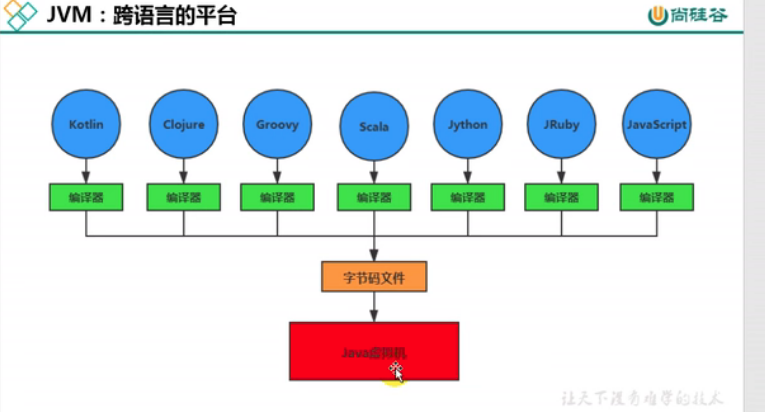 JVM：跨语言的平台
尚硅谷
Kotlin
Clojure
Groovy
Scala
Jython
JRuby
JavaScript
编译器
编译器
编译器
编译器
编译器
编译器
编译器
字节码文件
Java虚拟机
让天下没有难学的技术